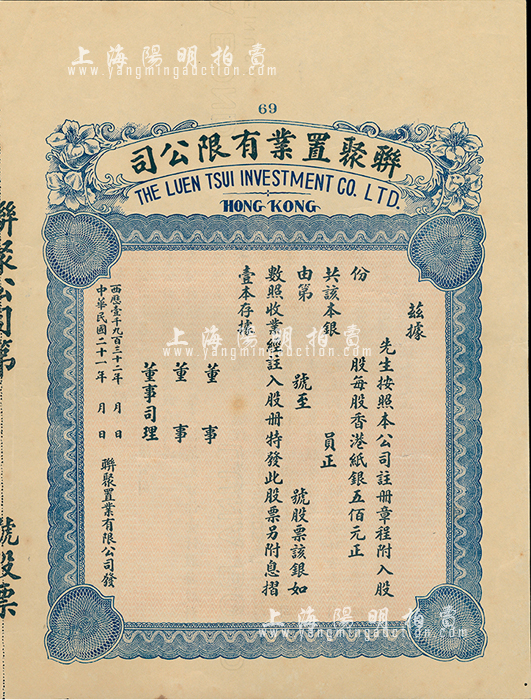 上海陽明拍賣
www.yangmingauction.com
69
聯聚置業有限公司
THE LUEN TSUI INVESTMENT CO. LTD.
HONG KONG
茲據
先生按照本公司註册章程附入股
份 股每股香港紙銀五佰元正
共該本銀 員正
由第 號至 號股票該銀如
數照收業經註入股册特發此股票另附息摺
壹本存據
董事
董事
董事司理
西歷壹千九百三十二年 月 日
中華民國二十一年 月 日
聯聚置業有限公司發
聯聚公司第 號股票
上海陽明拍賣
www.yangmingauction.com
上海陽明拍賣
www.yangmingauction.com